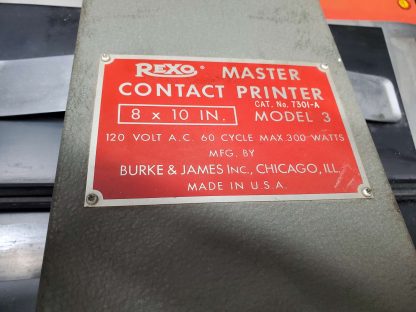 REXO® MASTER
CONTACT PRINTER
CAT. No. 7301-A
8 x 10 IN. MODEL 3
120 VOLT A.C. 60 CYCLE MAX. 300 WATTS
MFG. BY
BURKE & JAMES INC., CHICAGO, ILL.
MADE IN U.S.A.